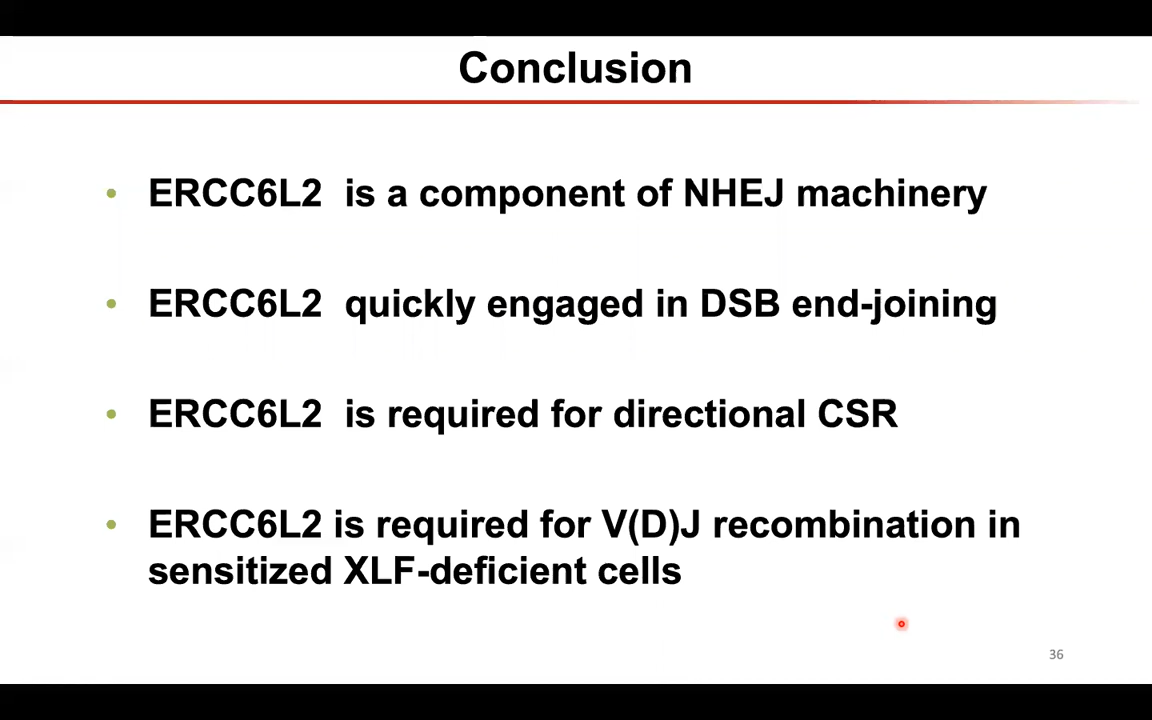 Conclusion
• ERCC6L2 is a component of NHEJ machinery
• ERCC6L2 quickly engaged in DSB end-joining
• ERCC6L2 is required for directional CSR
• ERCC6L2 is required for V(D)J recombination in
sensitized XLF-deficient cells
36